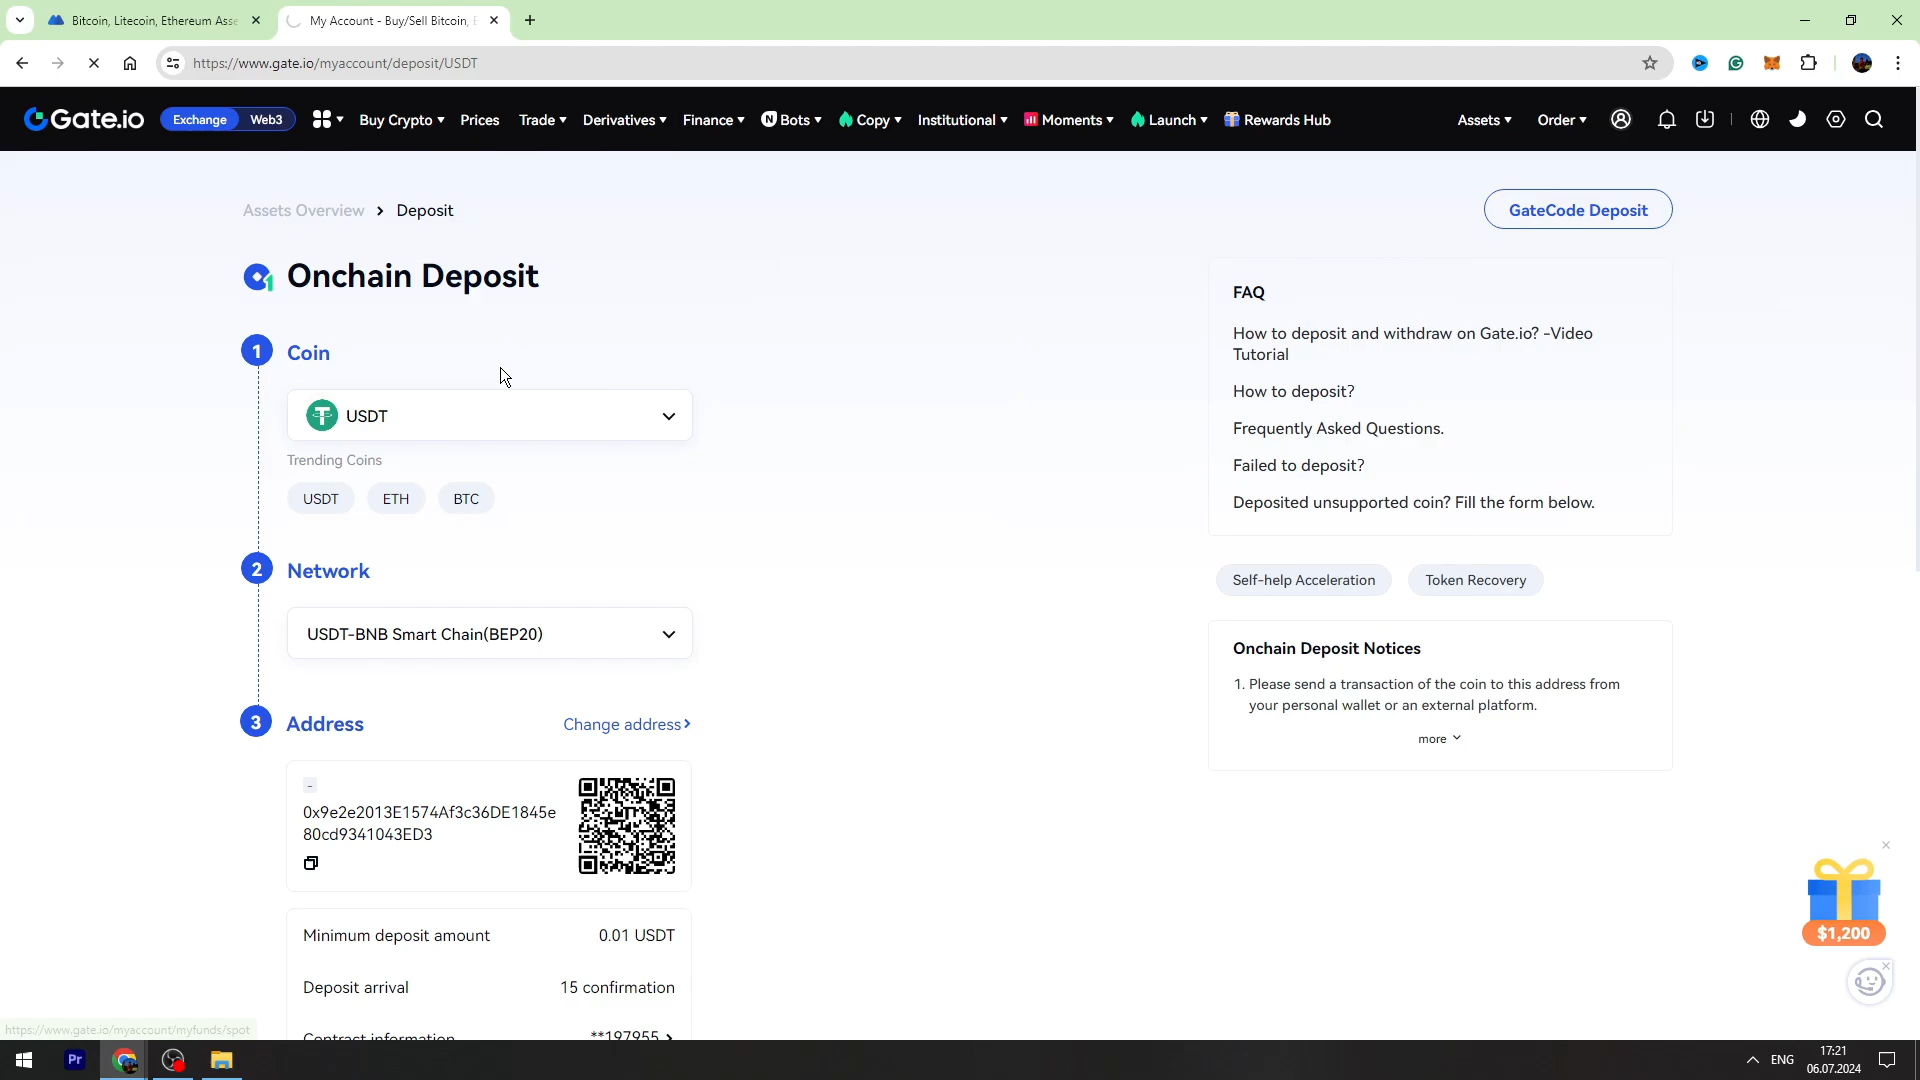 Bitcoin, Litecoin, Ethereum Asse
My Account - Buy/Sell Bitcoin, E
https://www.gate.io/myaccount/deposit/USDT
Gate.io
Exchange
Web3
Buy Crypto
Prices
Trade
Derivatives
Finance
Bots
Copy
Institutional
Moments
Launch
Rewards Hub
Assets
Order
Assets Overview > Deposit
GateCode Deposit
Onchain Deposit
1 Coin
USDT
Trending Coins
USDT ETH BTC
2 Network
USDT-BNB Smart Chain(BEP20)
3 Address
Change address >
-
0x9e2e2013E1574Af3c36DE1845e
80cd9341043ED3
Minimum deposit amount 0.01 USDT
Deposit arrival 15 confirmation
Contract information **197955 >
FAQ
How to deposit and withdraw on Gate.io? -Video
Tutorial
How to deposit?
Frequently Asked Questions.
Failed to deposit?
Deposited unsupported coin? Fill the form below.
Self-help Acceleration
Token Recovery
Onchain Deposit Notices
1. Please send a transaction of the coin to this address from
your personal wallet or an external platform.
more
$1,200
https://www.gate.io/myaccount/myfunds/spot
Pr
ENG
17:21
06.07.2024